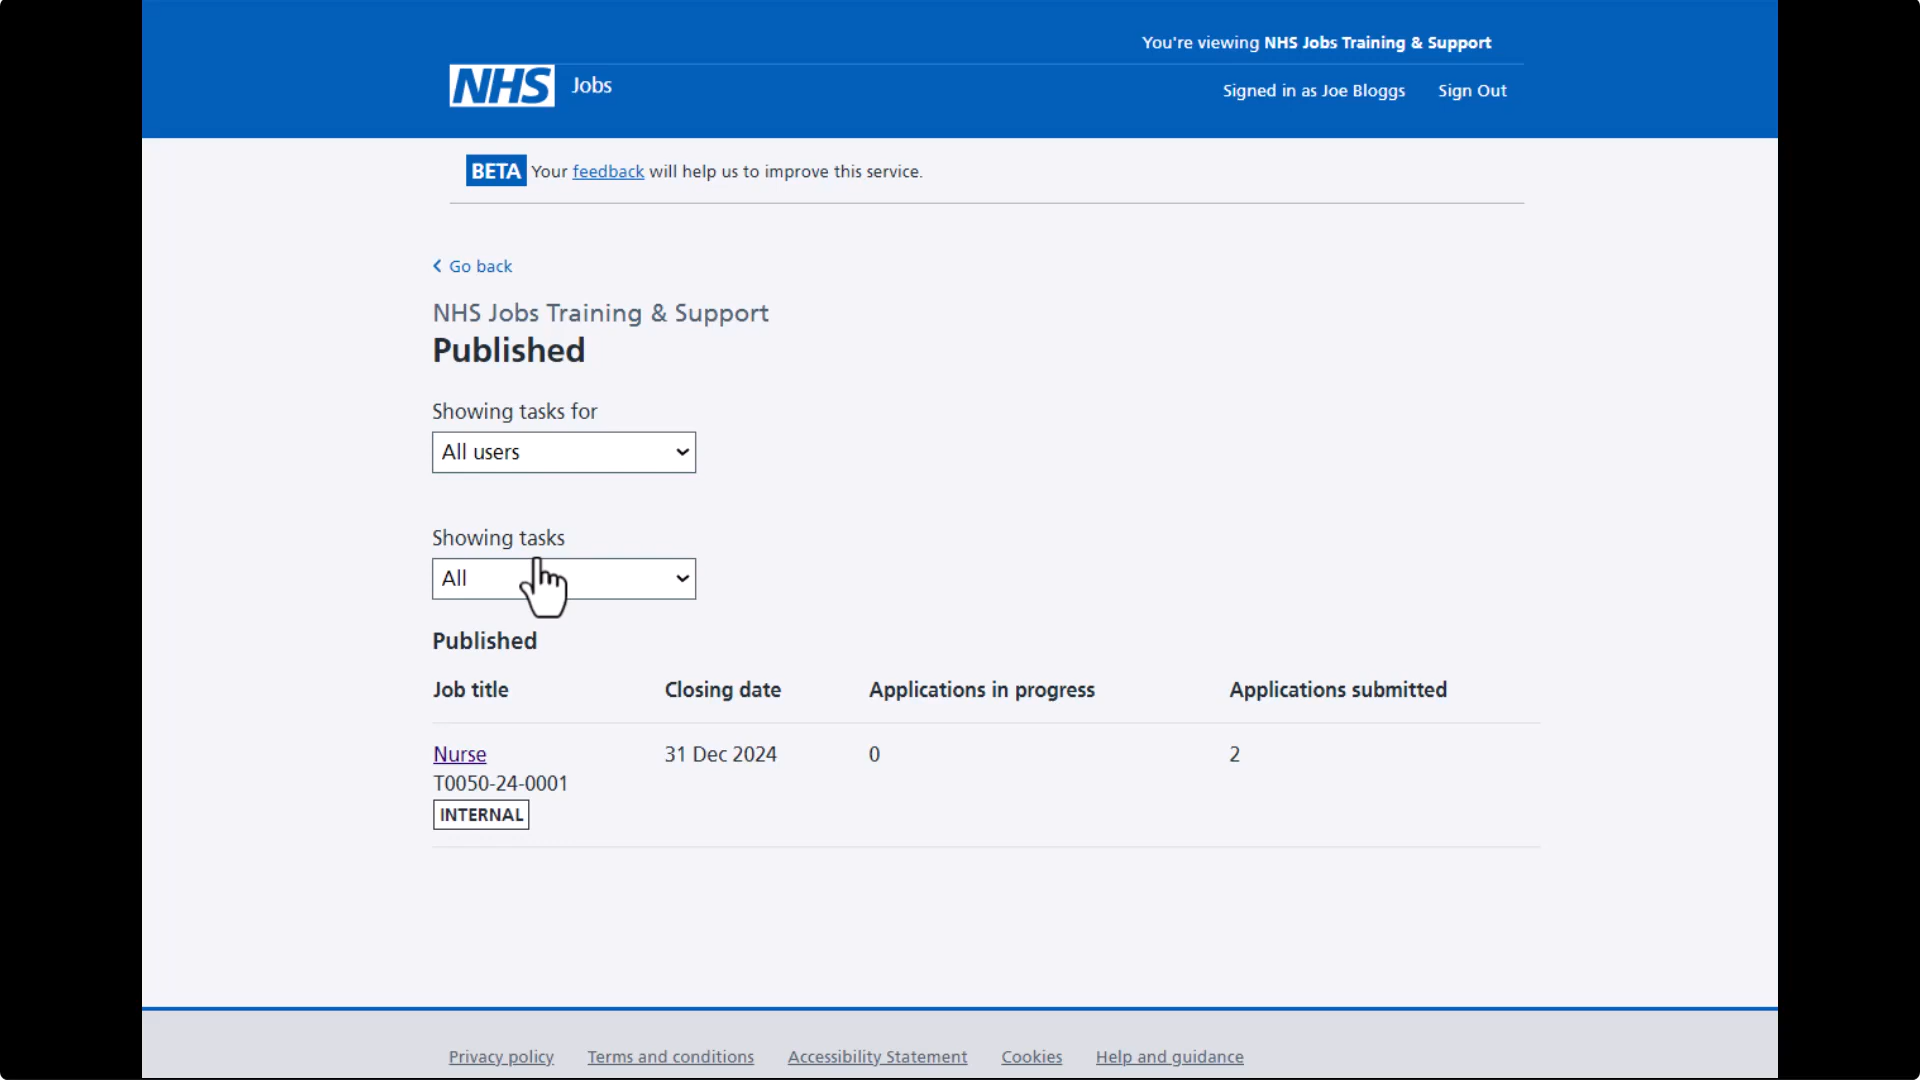 You're viewing NHS Jobs Training & Support
NHS Jobs
Signed in as Joe Bloggs Sign Out
BETA Your feedback will help us to improve this service.
Go back
NHS Jobs Training & Support
Published
Showing tasks for
All users
Showing tasks
All
Published
Job title Closing date Applications in progress Applications submitted
Nurse 31 Dec 2024 0 2
T0050-24-0001
INTERNAL
Privacy policy Terms and conditions Accessibility Statement Cookies Help and guidance